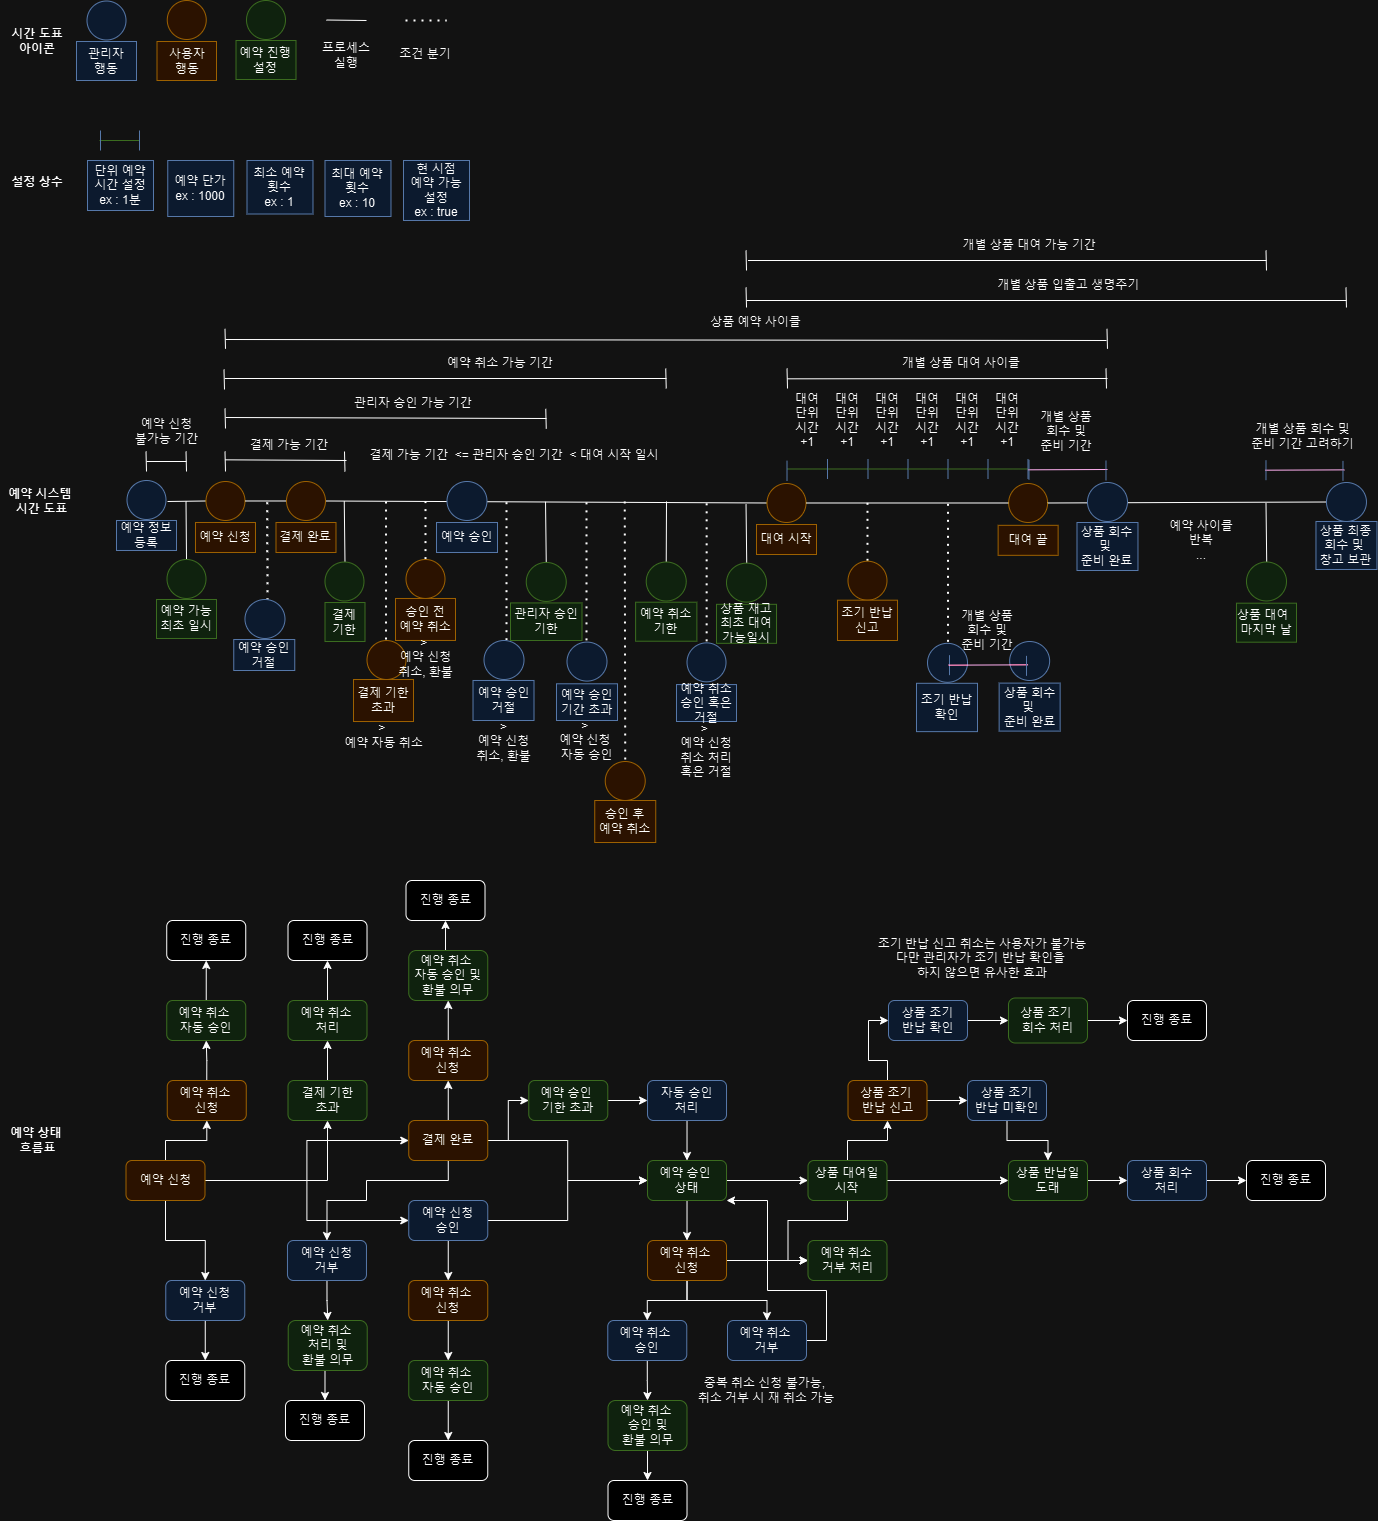 시간 도표
아이콘
관리자
행동
사용자
행동
예약 진행
설정
프로세스
실행
조건 분기
설정 상수
단위 예약
시간 설정
ex : 1분
예약 단가
ex : 1000
최소 예약
횟수
ex : 1
최대 예약
횟수
ex : 10
현 시점
예약 가능
설정
ex : true
개별 상품 대여 가능 기간
개별 상품 입출고 생명주기
상품 예약 사이클
예약 취소 가능 기간
개별 상품 대여 사이클
관리자 승인 가능 기간
대여
단위
시간
+1
대여
단위
시간
+1
대여
단위
시간
+1
대여
단위
시간
+1
대여
단위
시간
+1
대여
단위
시간
+1
개별 상품
회수 및
준비 기간
예약 신청
불가능 기간
결제 가능 기간
결제 가능 기간 <= 관리자 승인 기간 < 대여 시작 일시
개별 상품 회수 및
준비 기간 고려하기
예약 시스템
시간 도표
예약 정보
등록
예약 신청
결제 완료
예약 승인
대여 시작
대여 끝
상품 회수
및
준비 완료
예약 사이클
반복
...
상품 최종
회수 및
창고 보관
예약 가능
최초 일시
예약 승인
거절
결제
기한
승인 전
예약 취소
>
예약 신청
취소, 환불
결제 기한
초과
>
예약 자동 취소
관리자 승인
기한
예약 승인
거절
>
예약 신청
취소, 환불
예약 승인
기간 초과
>
예약 신청
자동 승인
승인 후
예약 취소
예약 취소
기한
예약 취소
승인 혹은
거절
>
예약 신청
취소 처리
혹은 거절
상품 재고
최초 대여
가능일시
조기 반납
신고
개별 상품
회수 및
준비 기간
조기 반납
확인
상품 회수
및
준비 완료
상품 대여
마지막 날
예약 상태
흐름표
진행 종료
예약 취소
자동 승인
예약 취소
신청
예약 신청
예약 신청
거부
진행 종료
진행 종료
예약 취소
처리
결제 기한
초과
예약 신청
거부
예약 취소
처리 및
환불 의무
진행 종료
진행 종료
예약 취소
자동 승인 및
환불 의무
예약 취소
신청
결제 완료
예약 신청
승인
예약 취소
신청
예약 취소
자동 승인
진행 종료
예약 승인
기한 초과
자동 승인
처리
예약 승인
상태
예약 취소
신청
예약 취소
승인
예약 취소
거부
중복 취소 신청 불가능,
취소 거부 시 재 취소 가능
예약 취소
승인 및
환불 의무
진행 종료
예약 취소
거부 처리
상품 대여일
시작
조기 반납 신고 취소는 사용자가 불가능
다만 관리자가 조기 반납 확인을
하지 않으면 유사한 효과
상품 조기
반납 확인
상품 조기
회수 처리
진행 종료
상품 조기
반납 신고
상품 조기
반납 미확인
상품 반납일
도래
상품 회수
처리
진행 종료